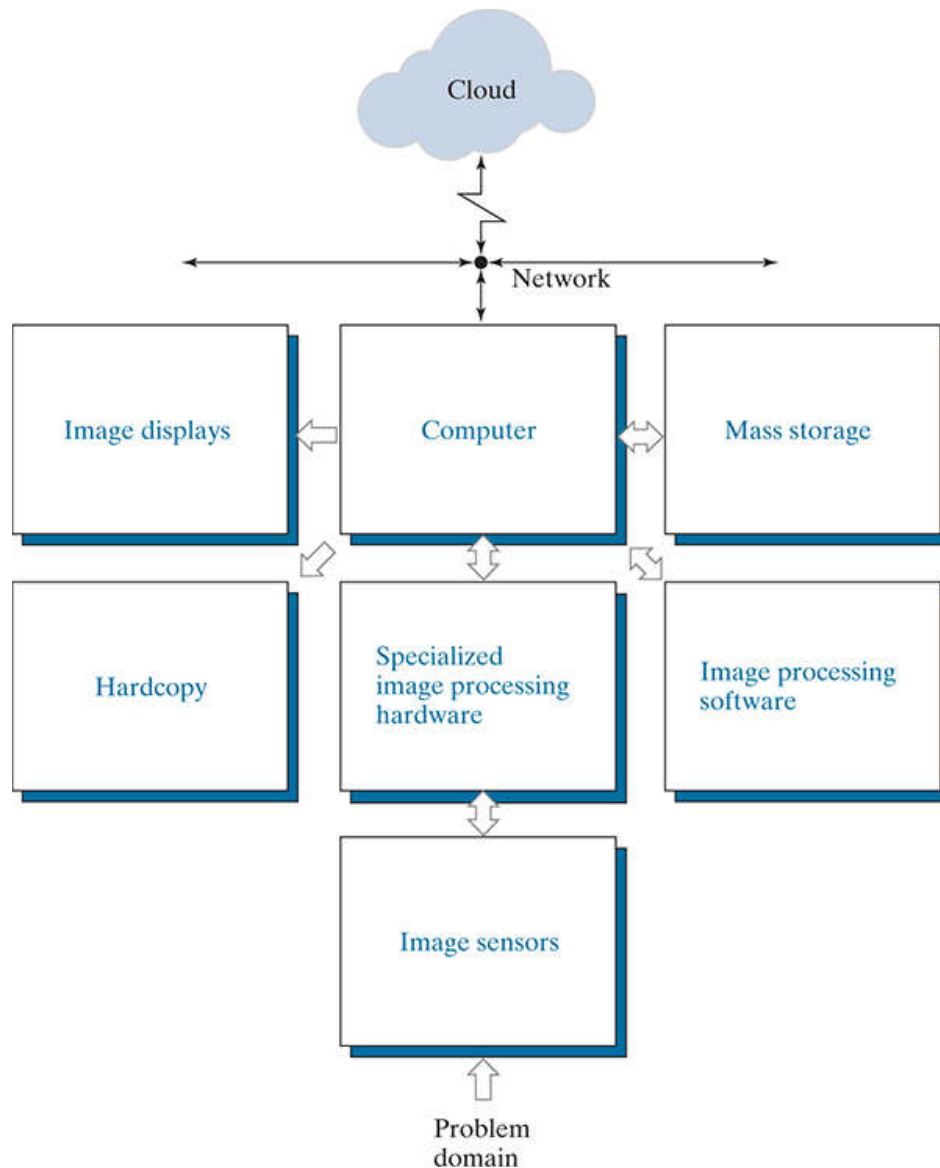 Cloud
Network
Image displays
Computer
Mass storage
Hardcopy
Specialized
image processing
hardware
Image processing
software
Image sensors
Problem
domain